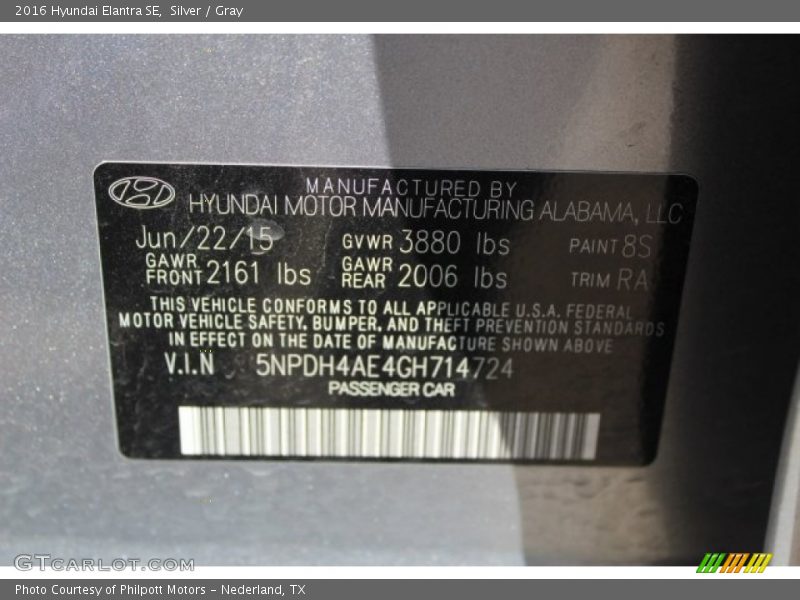 2016 Hyundai Elantra SE, Silver / Gray
MANUFACTURED BY
HYUNDAI MOTOR MANUFACTURING ALABAMA, LLC
Jun/22/15 GVWR 3880 lbs PAINT 8S
GAWR FRONT 2161 lbs GAWR REAR 2006 lbs TRIM RA
THIS VEHICLE CONFORMS TO ALL APPLICABLE U.S.A. FEDERAL
MOTOR VEHICLE SAFETY, BUMPER, AND THEFT PREVENTION STANDARDS
IN EFFECT ON THE DATE OF MANUFACTURE SHOWN ABOVE
V.I.N 5NPDH4AE4GH714724
PASSENGER CAR
GTCARLOT.COM
Photo Courtesy of Philpott Motors - Nederland, TX